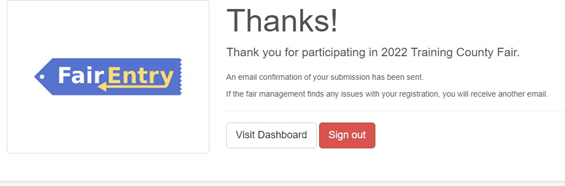 FairEntry
Thanks!
Thank you for participating in 2022 Training County Fair.
An email confirmation of your submission has been sent.
If the fair management finds any issues with your registration, you will receive another email.
Visit Dashboard Sign out